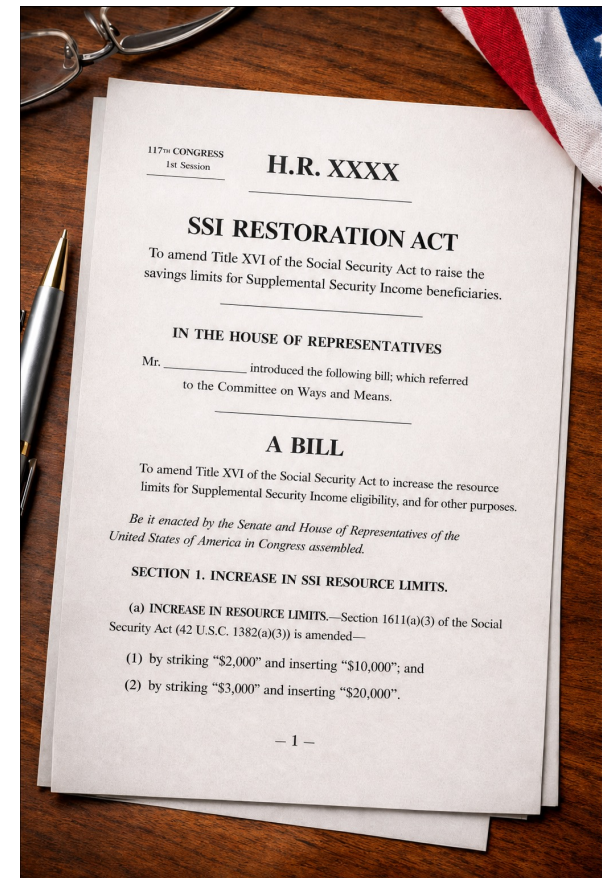 117TH CONGRESS
1st Session
H.R. XXXX
SSI RESTORATION ACT
To amend Title XVI of the Social Security Act to raise the
savings limits for Supplemental Security Income beneficiaries.
IN THE HOUSE OF REPRESENTATIVES
Mr. ____________ introduced the following bill; which referred
to the Committee on Ways and Means.
A BILL
To amend Title XVI of the Social Security Act to increase the resource
limits for Supplemental Security Income eligibility, and for other purposes.
Be it enacted by the Senate and House of Representatives of the
United States of America in Congress assembled.
SECTION 1. INCREASE IN SSI RESOURCE LIMITS.
(a) INCREASE IN RESOURCE LIMITS.—Section 1611(a)(3) of the Social
Security Act (42 U.S.C. 1382(a)(3)) is amended—
(1) by striking “$2,000” and inserting “$10,000”; and
(2) by striking “$3,000” and inserting “$20,000”.
– 1 –